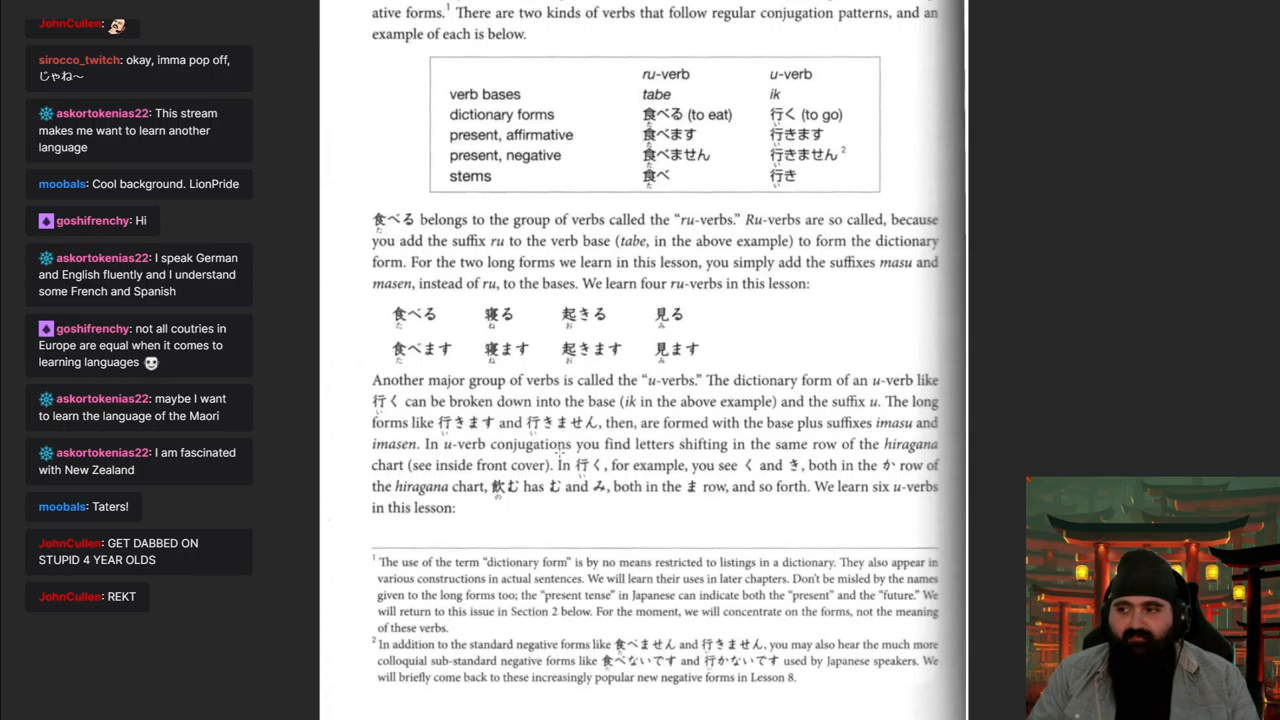 JohnCullen:
sirocco_twitch: okay, imma pop off,
じゃね〜
askortokenias22: This stream
makes me want to learn another
language
moobals: Cool background. LionPride
goshifrenchy: Hi
askortokenias22: I speak German
and English fluently and I understand
some French and Spanish
goshifrenchy: not all coutries in
Europe are equal when it comes to
learning languages
askortokenias22: maybe I want
to learn the language of the Maori
askortokenias22: I am fascinated
with New Zealand
moobals: Taters!
JohnCullen: GET DABBED ON
STUPID 4 YEAR OLDS
JohnCullen: REKT
ative forms.¹ There are two kinds of verbs that follow regular conjugation patterns, and an
example of each is below.
ru-verb u-verb
verb bases tabe ik
dictionary forms 食べる (to eat) 行く (to go)
た い
present, affirmative 食べます 行きます
た い
present, negative 食べません 行きません²
た い
stems 食べ 行き
た い
食べる belongs to the group of verbs called the “ru-verbs.” Ru-verbs are so called, because
た
you add the suffix ru to the verb base (tabe, in the above example) to form the dictionary
form. For the two long forms we learn in this lesson, you simply add the suffixes masu and
masen, instead of ru, to the bases. We learn four ru-verbs in this lesson:
食べる 寝る 起きる 見る
た ね お み
食べます 寝ます 起きます 見ます
た ね お み
Another major group of verbs is called the “u-verbs.” The dictionary form of an u-verb like
行く can be broken down into the base (ik in the above example) and the suffix u. The long
い
forms like 行きます and 行きません, then, are formed with the base plus suffixes imasu and
い い
imasen. In u-verb conjugations you find letters shifting in the same row of the hiragana
chart (see inside front cover). In 行く, for example, you see く and き, both in the か row of
い
the hiragana chart, 飲む has む and み, both in the ま row, and so forth. We learn six u-verbs
の
in this lesson:
¹ The use of the term “dictionary form” is by no means restricted to listings in a dictionary. They also appear in
various constructions in actual sentences. We will learn their uses in later chapters. Don’t be misled by the names
given to the long forms too; the “present tense” in Japanese can indicate both the “present” and the “future.” We
will return to this issue in Section 2 below. For the moment, we will concentrate on the forms, not the meaning
of these verbs.
² In addition to the standard negative forms like 食べません and 行きません, you may also hear the much more
た い
colloquial sub-standard negative forms like 食べないです and 行かないです used by Japanese speakers. We
た い
will briefly come back to these increasingly popular new negative forms in Lesson 8.